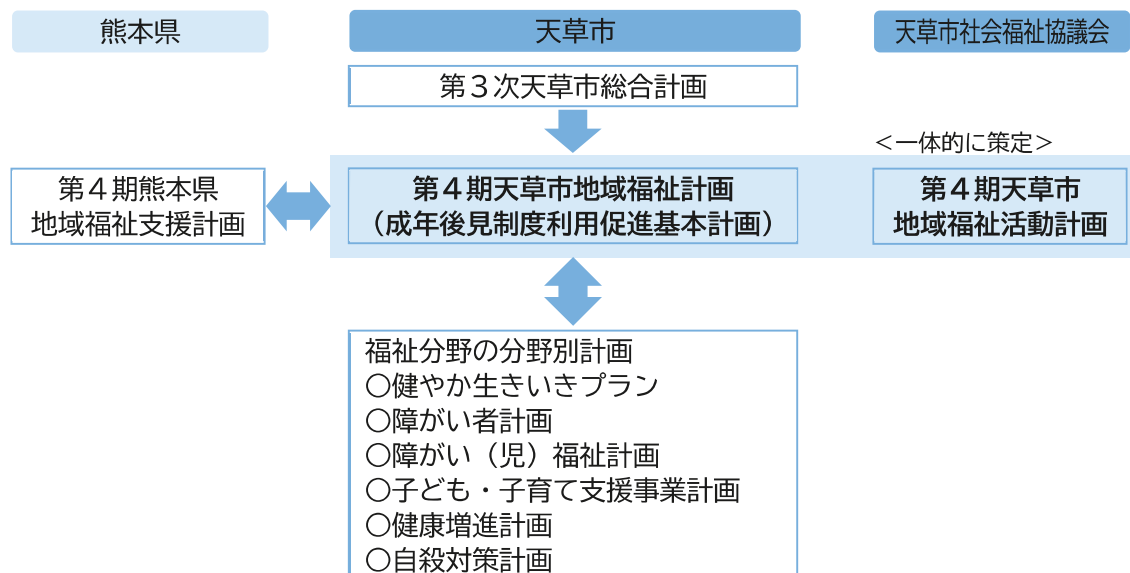 熊本県
天草市
天草市社会福祉協議会
第３次天草市総合計画
＜一体的に策定＞
第４期熊本県
地域福祉支援計画
第４期天草市地域福祉計画
（成年後見制度利用促進基本計画）
第４期天草市
地域福祉活動計画
福祉分野の分野別計画
○健やか生きいきプラン
○障がい者計画
○障がい（児）福祉計画
○子ども・子育て支援事業計画
○健康増進計画
○自殺対策計画